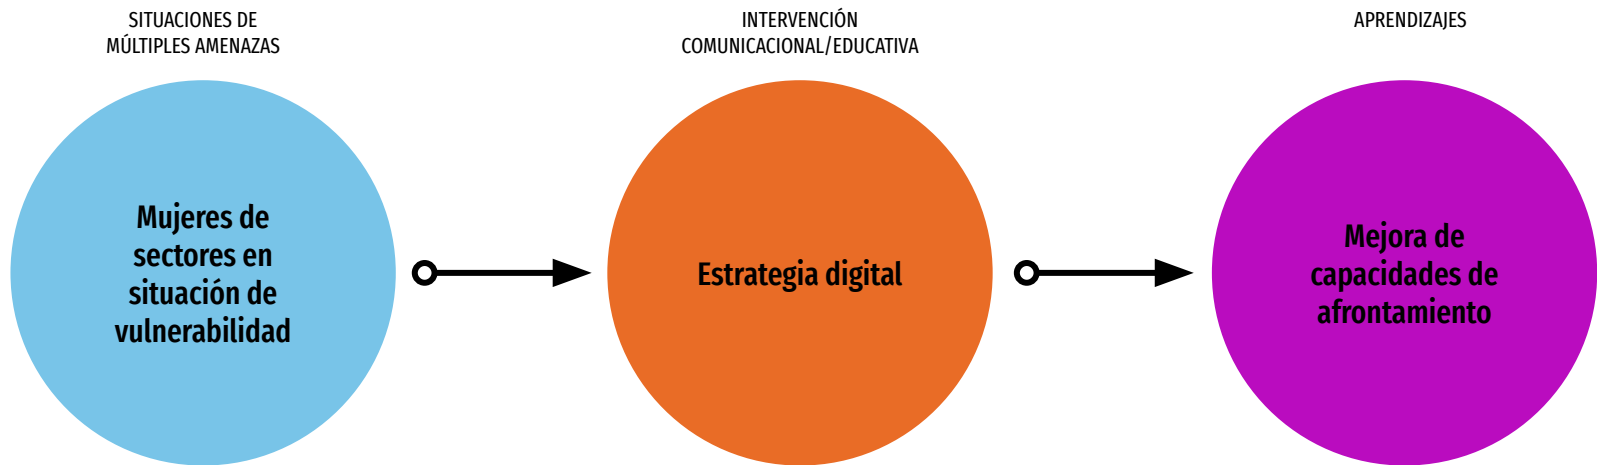 SITUACIONES DE
MÚLTIPLES AMENAZAS
INTERVENCIÓN
COMUNICACIONAL/EDUCATIVA
APRENDIZAJES
Mujeres de
sectores en
situación de
vulnerabilidad
Estrategia digital
Mejora de
capacidades de
afrontamiento